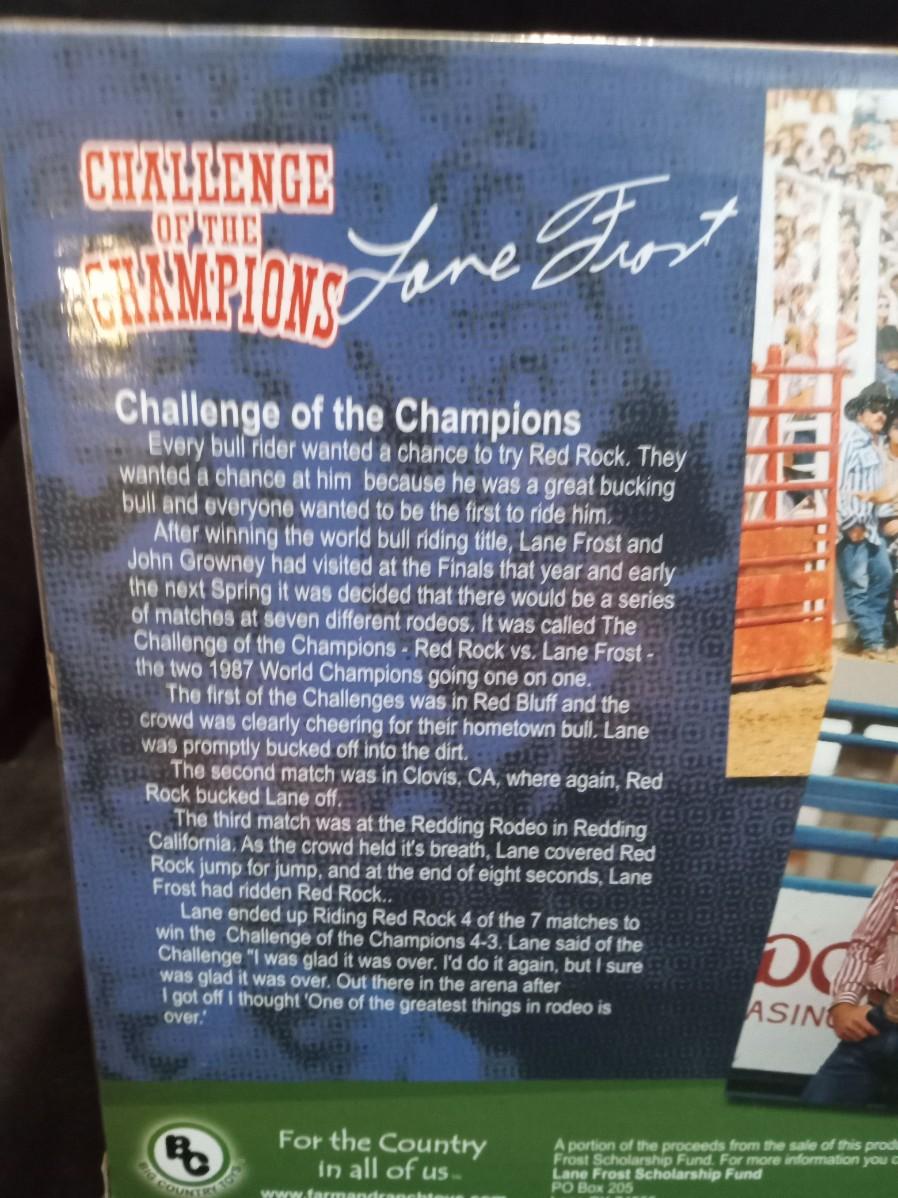 CHALLENGE
OF THE
CHAMPIONS
Lane Frost
Challenge of the Champions
Every bull rider wanted a chance to try Red Rock. They
wanted a chance at him because he was a great bucking
bull and everyone wanted to be the first to ride him.
After winning the world bull riding title, Lane Frost and
John Growney had visited at the Finals that year and early
the next Spring it was decided that there would be a series
of matches at seven different rodeos. It was called The
Challenge of the Champions - Red Rock vs. Lane Frost -
the two 1987 World Champions going one on one.
The first of the Challenges was in Red Bluff and the
crowd was clearly cheering for their hometown bull. Lane
was promptly bucked off into the dirt.
The second match was in Clovis, CA, where again, Red
Rock bucked Lane off.
The third match was at the Redding Rodeo in Redding
California. As the crowd held it's breath, Lane covered Red
Rock jump for jump, and at the end of eight seconds, Lane
Frost had ridden Red Rock..
Lane ended up Riding Red Rock 4 of the 7 matches to
win the Challenge of the Champions 4-3. Lane said of the
Challenge "I was glad it was over. I'd do it again, but I sure
was glad it was over. Out there in the arena after
I got off I thought 'One of the greatest things in rodeo is
over.'
ASIN
BC
BIG COUNTRY TOYS
For the Country
in all of us
www.farmandranchtoys.com
A portion of the proceeds from the sale of this prod
Frost Scholarship Fund. For more information you c
Lane Frost Scholarship Fund
PO Box 205